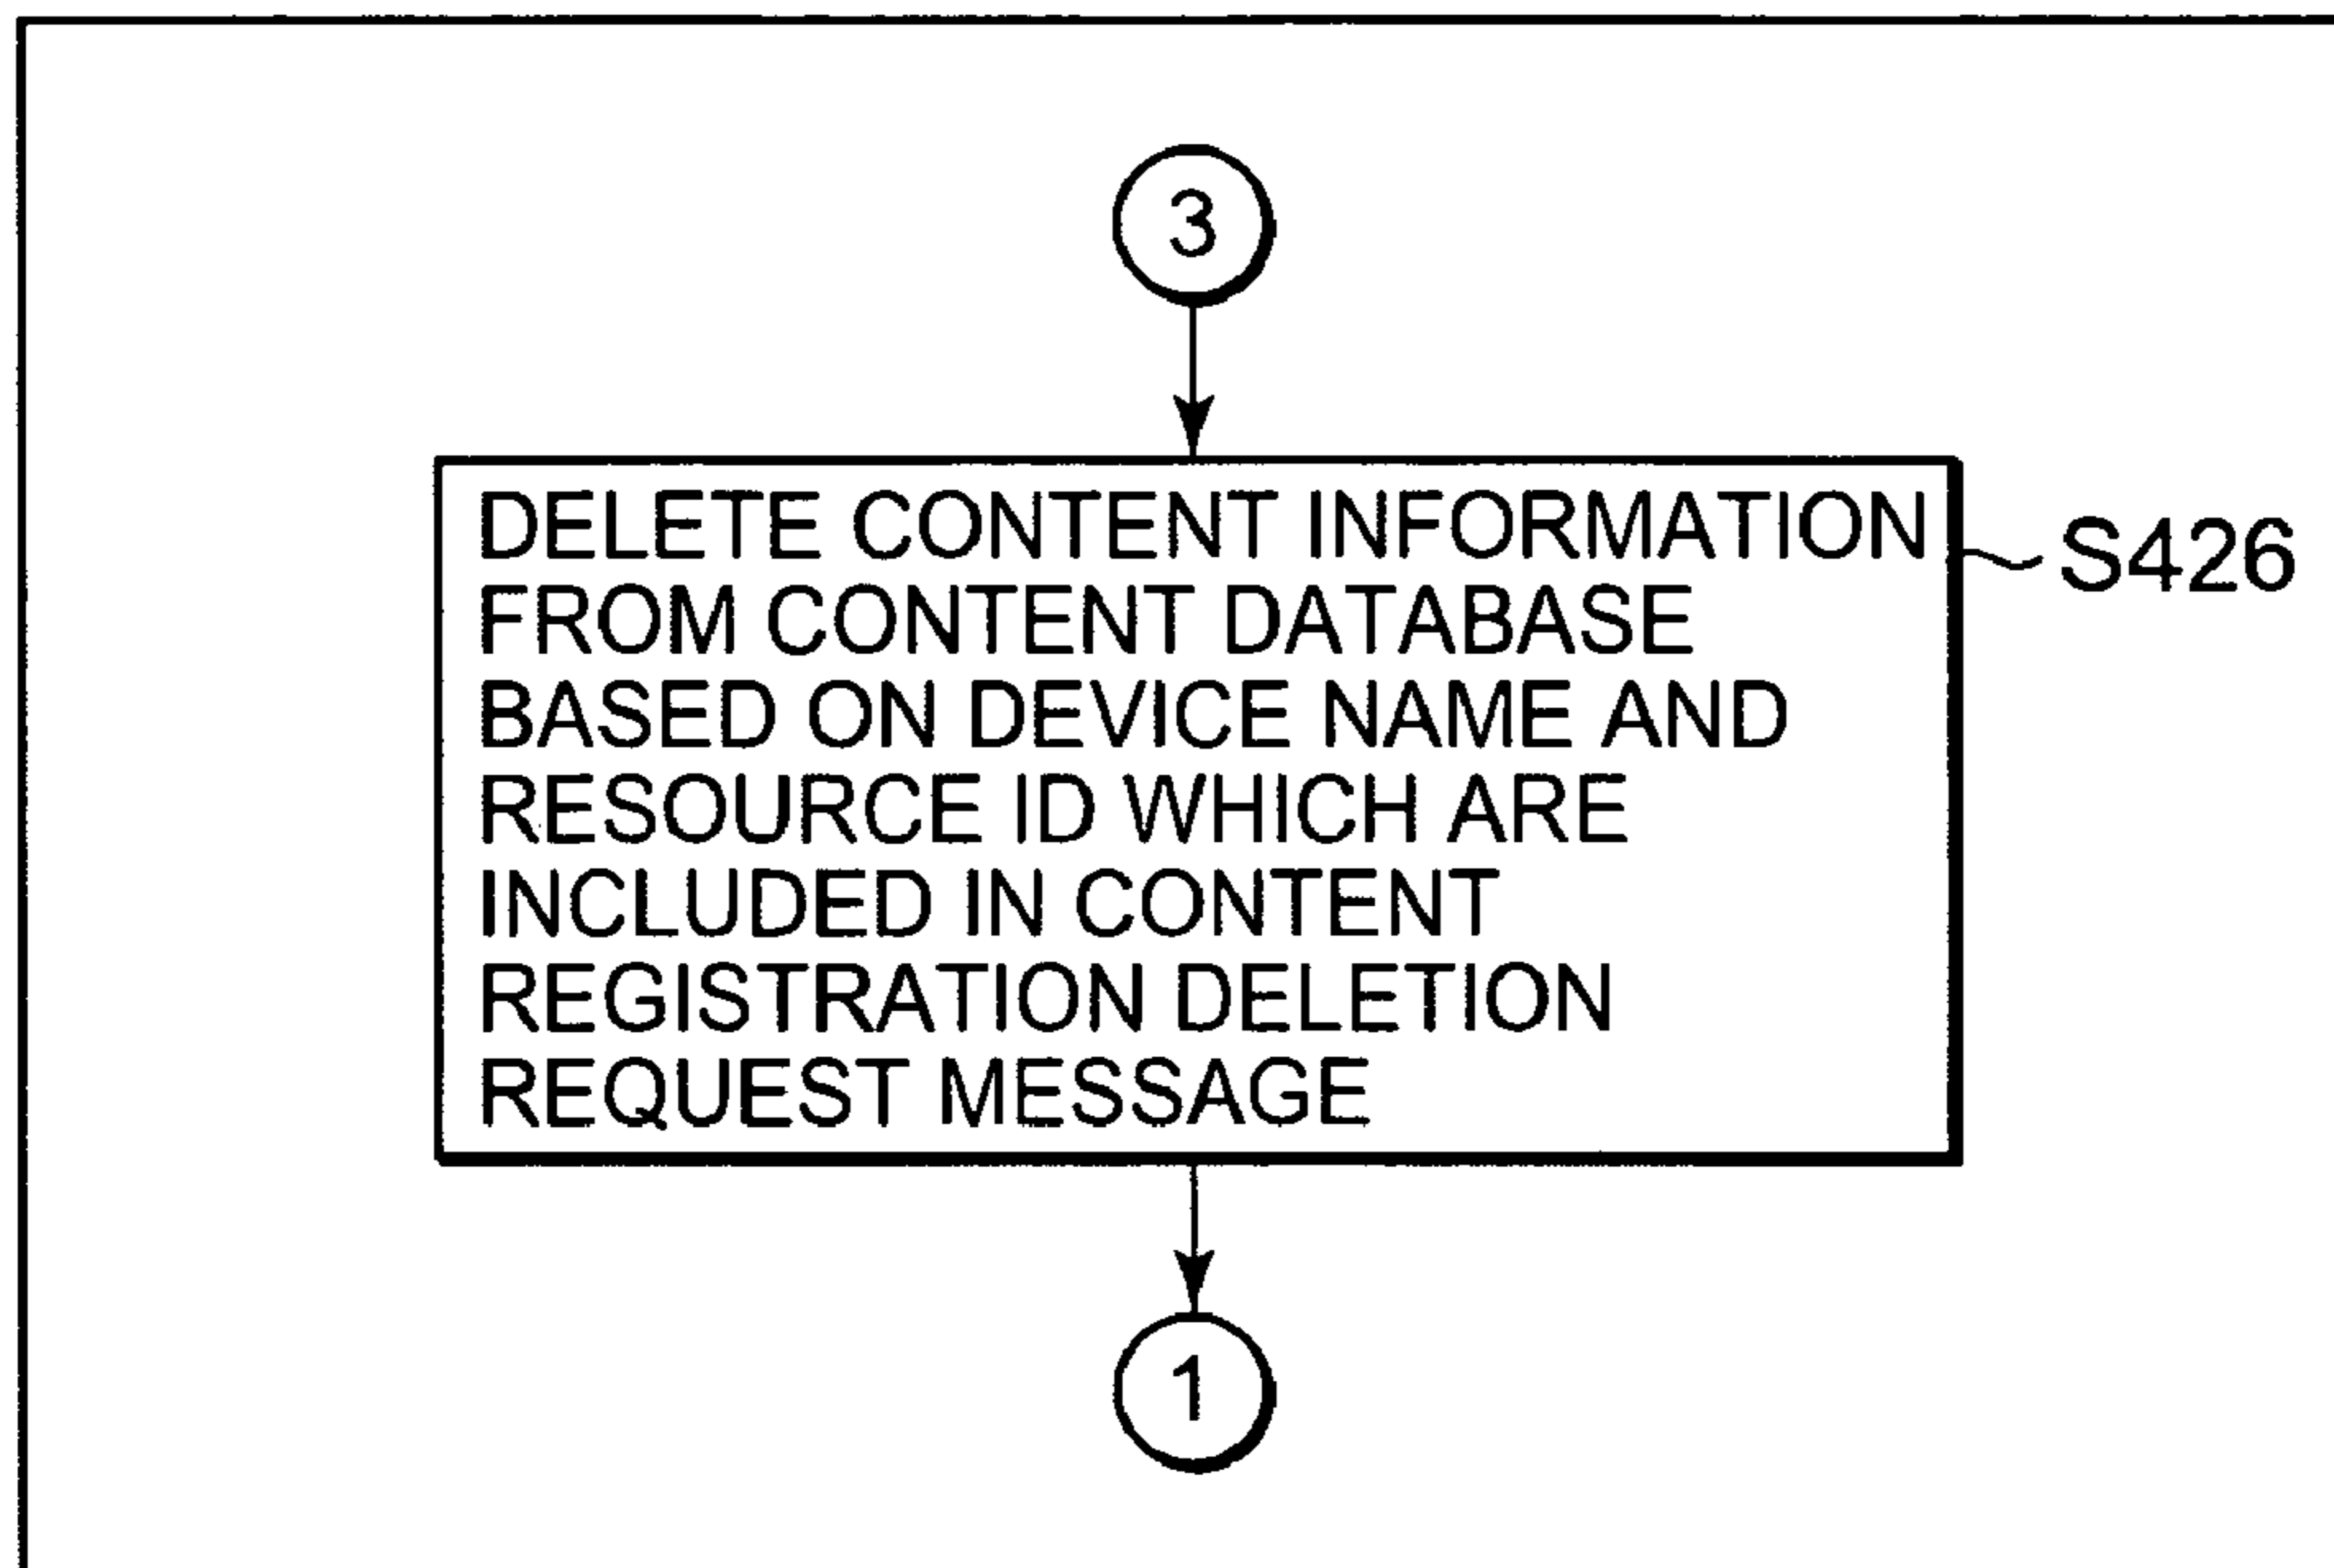 3
DELETE CONTENT INFORMATION
FROM CONTENT DATABASE
BASED ON DEVICE NAME AND
RESOURCE ID WHICH ARE
INCLUDED IN CONTENT
REGISTRATION DELETION
REQUEST MESSAGE
S426
1